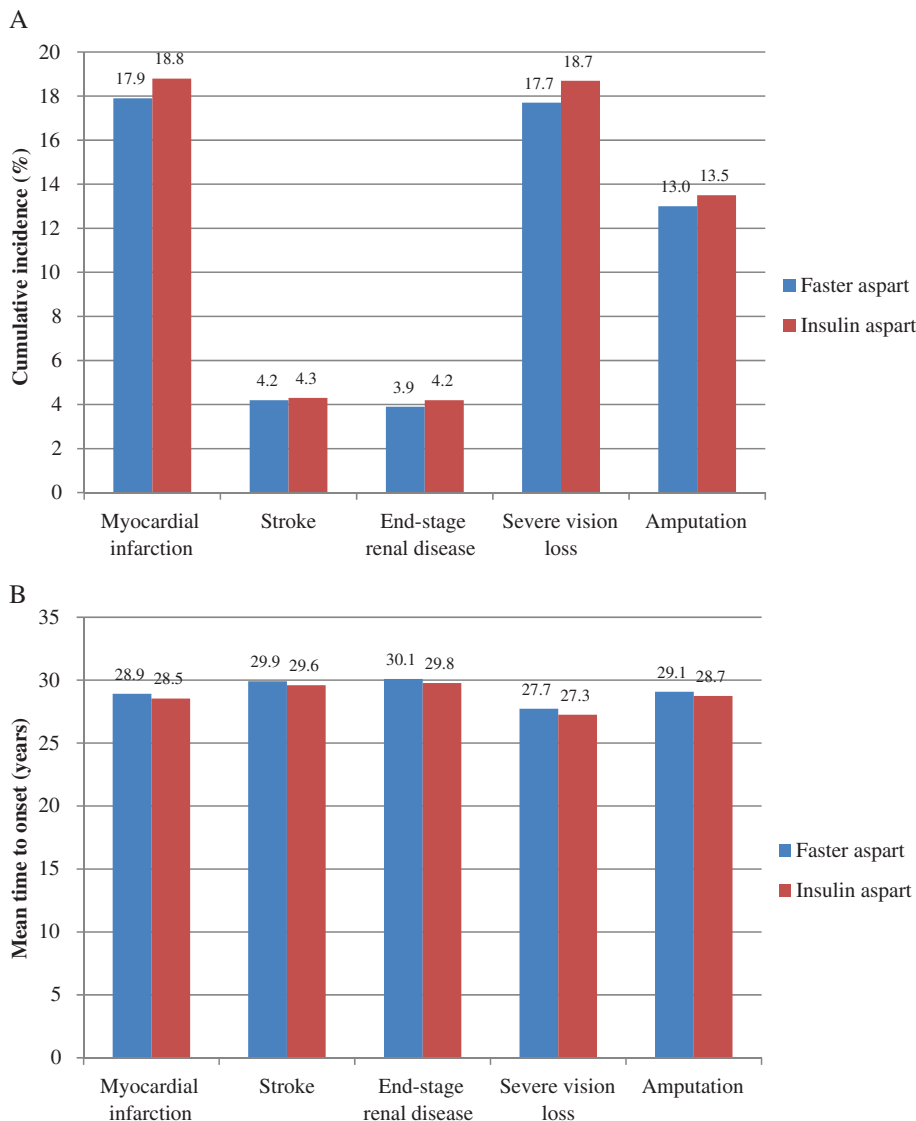 A
Cumulative incidence (%)
20
18
16
14
12
10
8
6
4
2
0
17.9
18.8
4.2
4.3
3.9
4.2
17.7
18.7
13.0
13.5
Myocardial
infarction
Stroke
End-stage
renal disease
Severe vision
loss
Amputation
Faster aspart
Insulin aspart
B
Mean time to onset (years)
35
30
25
20
15
10
5
0
28.9
28.5
29.9
29.6
30.1
29.8
27.7
27.3
29.1
28.7
Myocardial
infarction
Stroke
End-stage
renal disease
Severe vision
loss
Amputation
Faster aspart
Insulin aspart